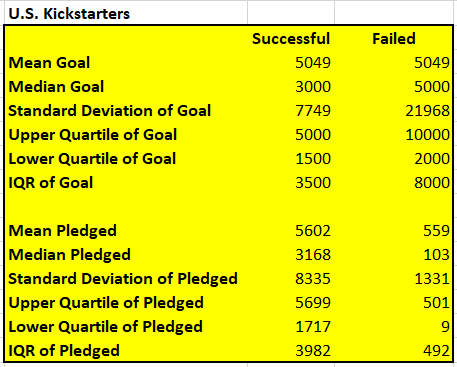 U.S. Kickstarters
Successful Failed
Mean Goal 5049 5049
Median Goal 3000 5000
Standard Deviation of Goal 7749 21968
Upper Quartile of Goal 5000 10000
Lower Quartile of Goal 1500 2000
IQR of Goal 3500 8000
Mean Pledged 5602 559
Median Pledged 3168 103
Standard Deviation of Pledged 8335 1331
Upper Quartile of Pledged 5699 501
Lower Quartile of Pledged 1717 9
IQR of Pledged 3982 492